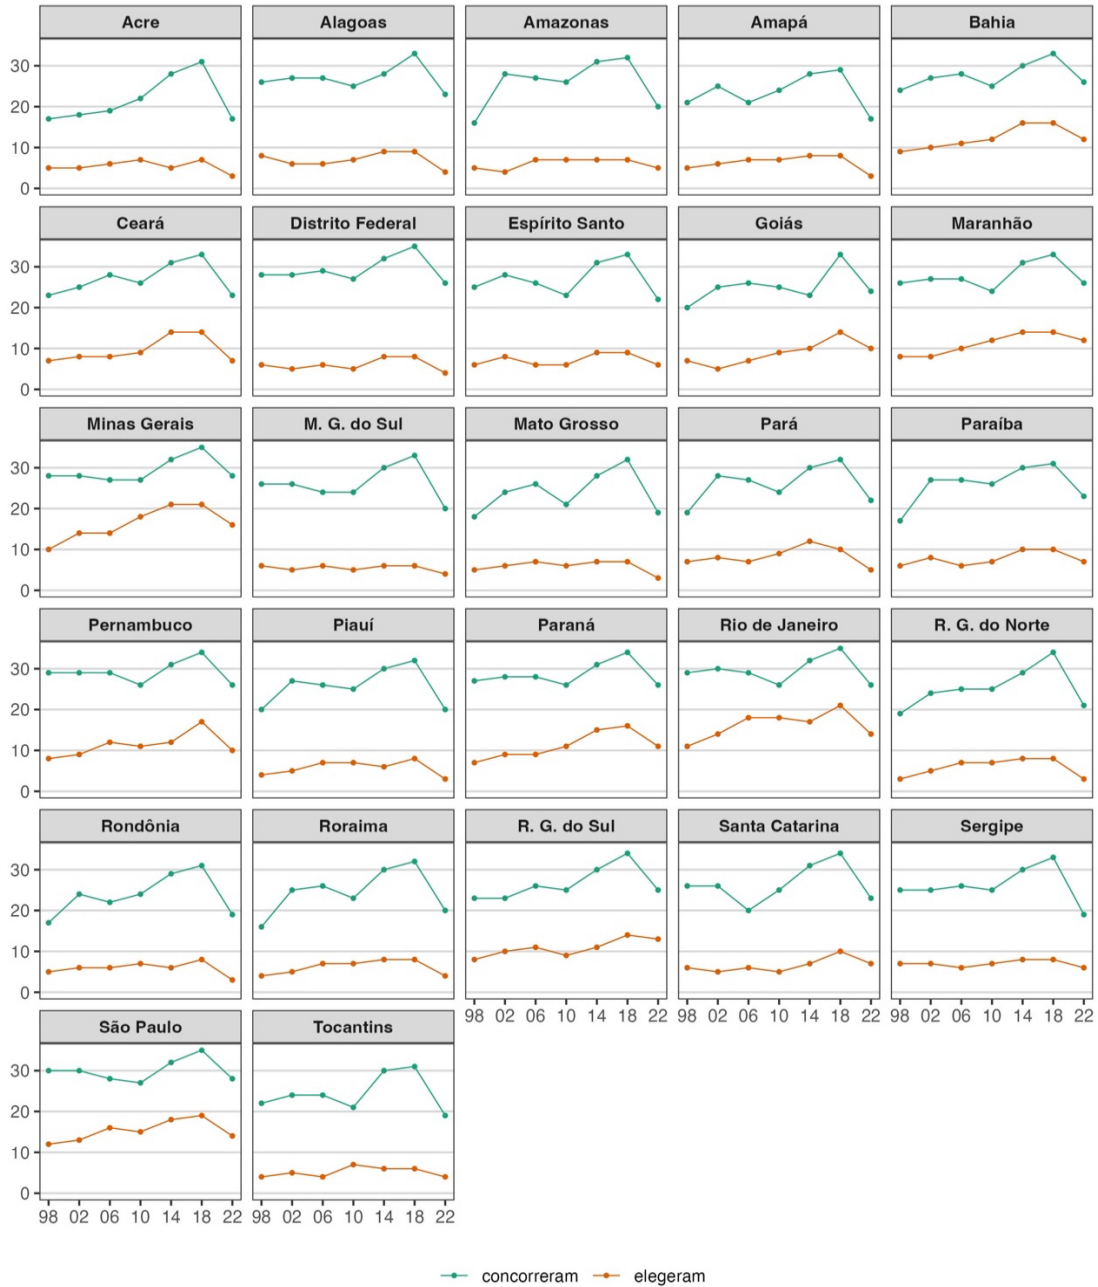 Acre Alagoas Amazonas Amapá Bahia
30
20
10
0
Ceará Distrito Federal Espírito Santo Goiás Maranhão
30
20
10
0
Minas Gerais M. G. do Sul Mato Grosso Pará Paraíba
30
20
10
0
Pernambuco Piauí Paraná Rio de Janeiro R. G. do Norte
30
20
10
0
Rondônia Roraima R. G. do Sul Santa Catarina Sergipe
30
20
10
0
98 02 06 10 14 18 22 98 02 06 10 14 18 22 98 02 06 10 14 18 22
São Paulo Tocantins
30
20
10
0
98 02 06 10 14 18 22 98 02 06 10 14 18 22
concorreram elegeram